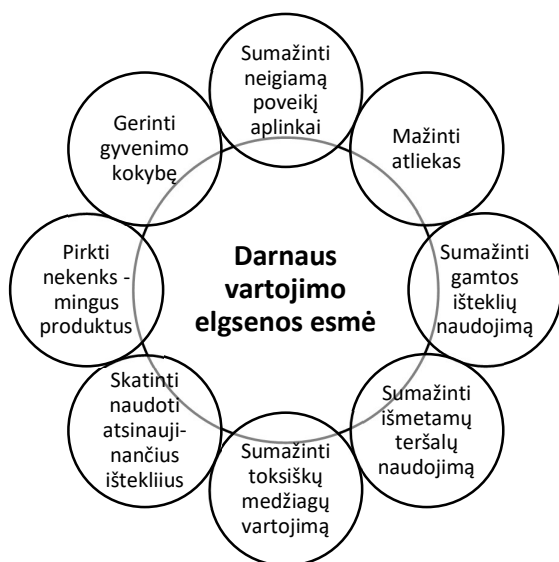 Sumažinti
neigiamą
poveikį
aplinkai
Mažinti
atliekas
Sumažinti
gamtos
išteklių
naudojimą
Sumažinti
išmetamų
teršalų
naudojimą
Sumažinti
toksiškų
medžiagų
vartojimą
Skatinti
naudoti
atsinauji-
nančius
ištekliius
Pirkti
nekenks -
mingus
produktus
Gerinti
gyvenimo
kokybę
Darnaus
vartojimo
elgsenos esmė